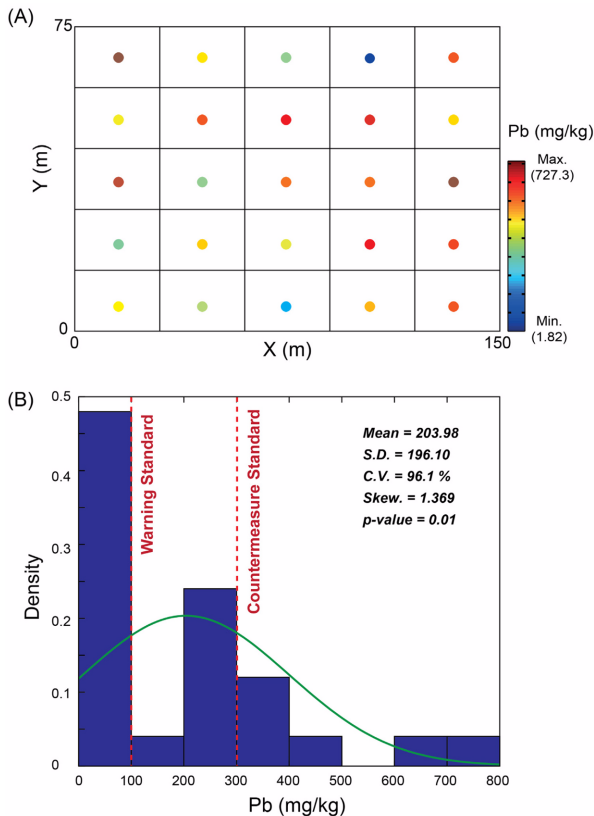 (A)
75
Y (m)
0
0
X (m)
150
Pb (mg/kg)
Max.
(727.3)
Min.
(1.82)
(B)
0.5
0.4
0.3
0.2
0.1
0
Density
Warning Standard
Countermeasure Standard
Mean = 203.98
S.D. = 196.10
C.V. = 96.1 %
Skew. = 1.369
p-value = 0.01
0 100 200 300 400 500 600 700 800
Pb (mg/kg)